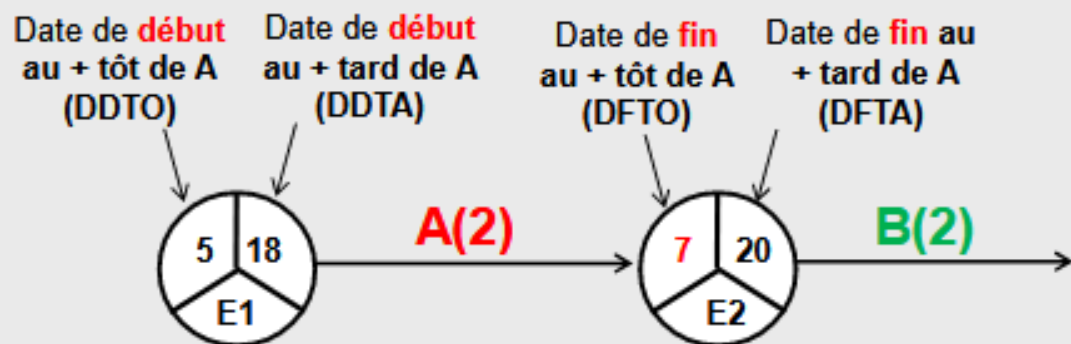 Date de début
au + tôt de A
(DDTO)
Date de début
au + tard de A
(DDTA)
Date de fin
au + tôt de A
(DFTO)
Date de fin au
+ tard de A
(DFTA)
5 18
E1
A(2)
7 20
E2
B(2)